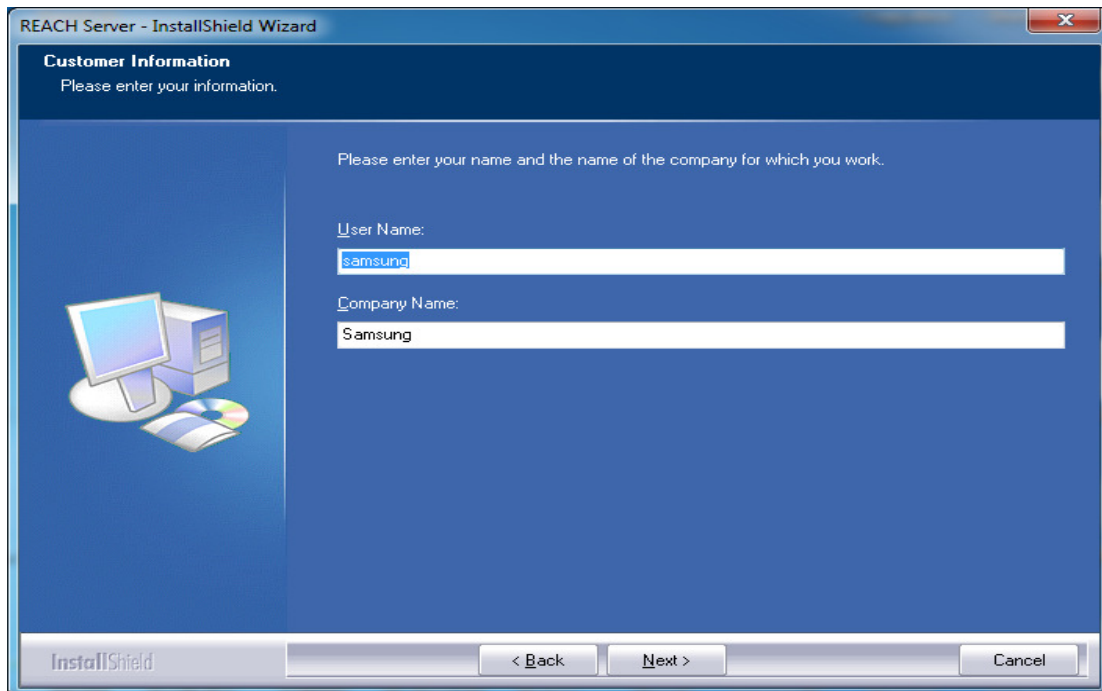 REACH Server - InstallShield Wizard
Customer Information
Please enter your information.
Please enter your name and the name of the company for which you work.
User Name:
samsung
Company Name:
Samsung
InstallShield
< Back
Next >
Cancel